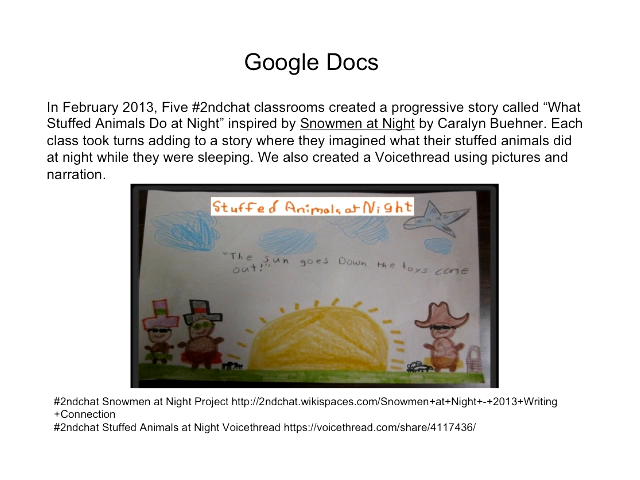 Google Docs
In February 2013, Five #2ndchat classrooms created a progressive story called “What
Stuffed Animals Do at Night” inspired by Snowmen at Night by Caralyn Buehner. Each
class took turns adding to a story where they imagined what their stuffed animals did
at night while they were sleeping. We also created a Voicethread using pictures and
narration.
Stuffed Animals at Night
"The sun goes Down the toys come
out!"
#2ndchat Snowmen at Night Project http://2ndchat.wikispaces.com/Snowmen+at+Night+-+2013+Writing
+Connection
#2ndchat Stuffed Animals at Night Voicethread https://voicethread.com/share/4117436/